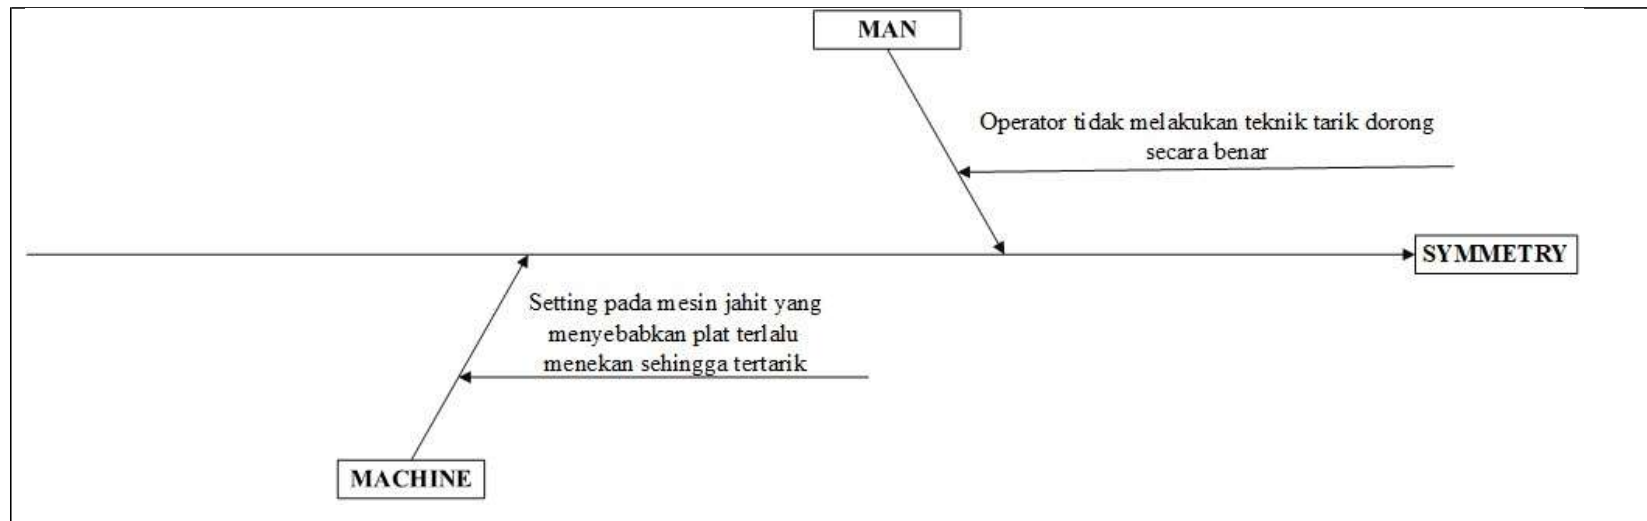 MAN
Operator tidak melakukan teknik tarik dorong
secara benar
SYMMETRY
Setting pada mesin jahit yang
menyebabkan plat terlalu
menekan sehingga tertarik
MACHINE